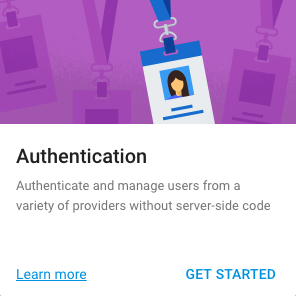 Authentication
Authenticate and manage users from a
variety of providers without server-side code
Learn more
GET STARTED